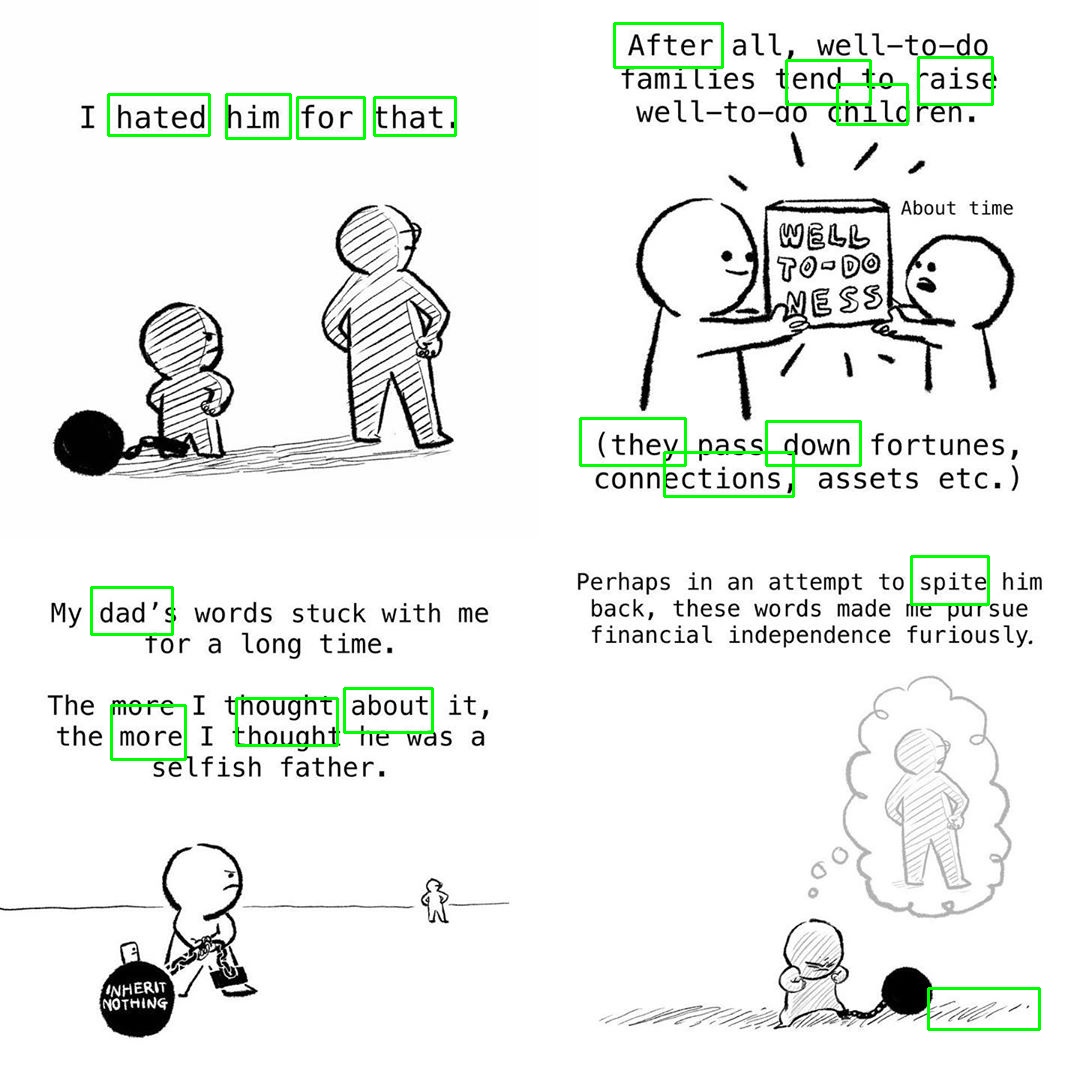 I hated him for that.
After all, well-to-do
families tend to raise
well-to-do children.
About time
WELL
TO-DO
NESS
(they pass down fortunes,
connections, assets etc.)
My dad's words stuck with me
for a long time.
The more I thought about it,
the more I thought he was a
selfish father.
INHERIT
NOTHING
Perhaps in an attempt to spite him
back, these words made me pursue
financial independence furiously.